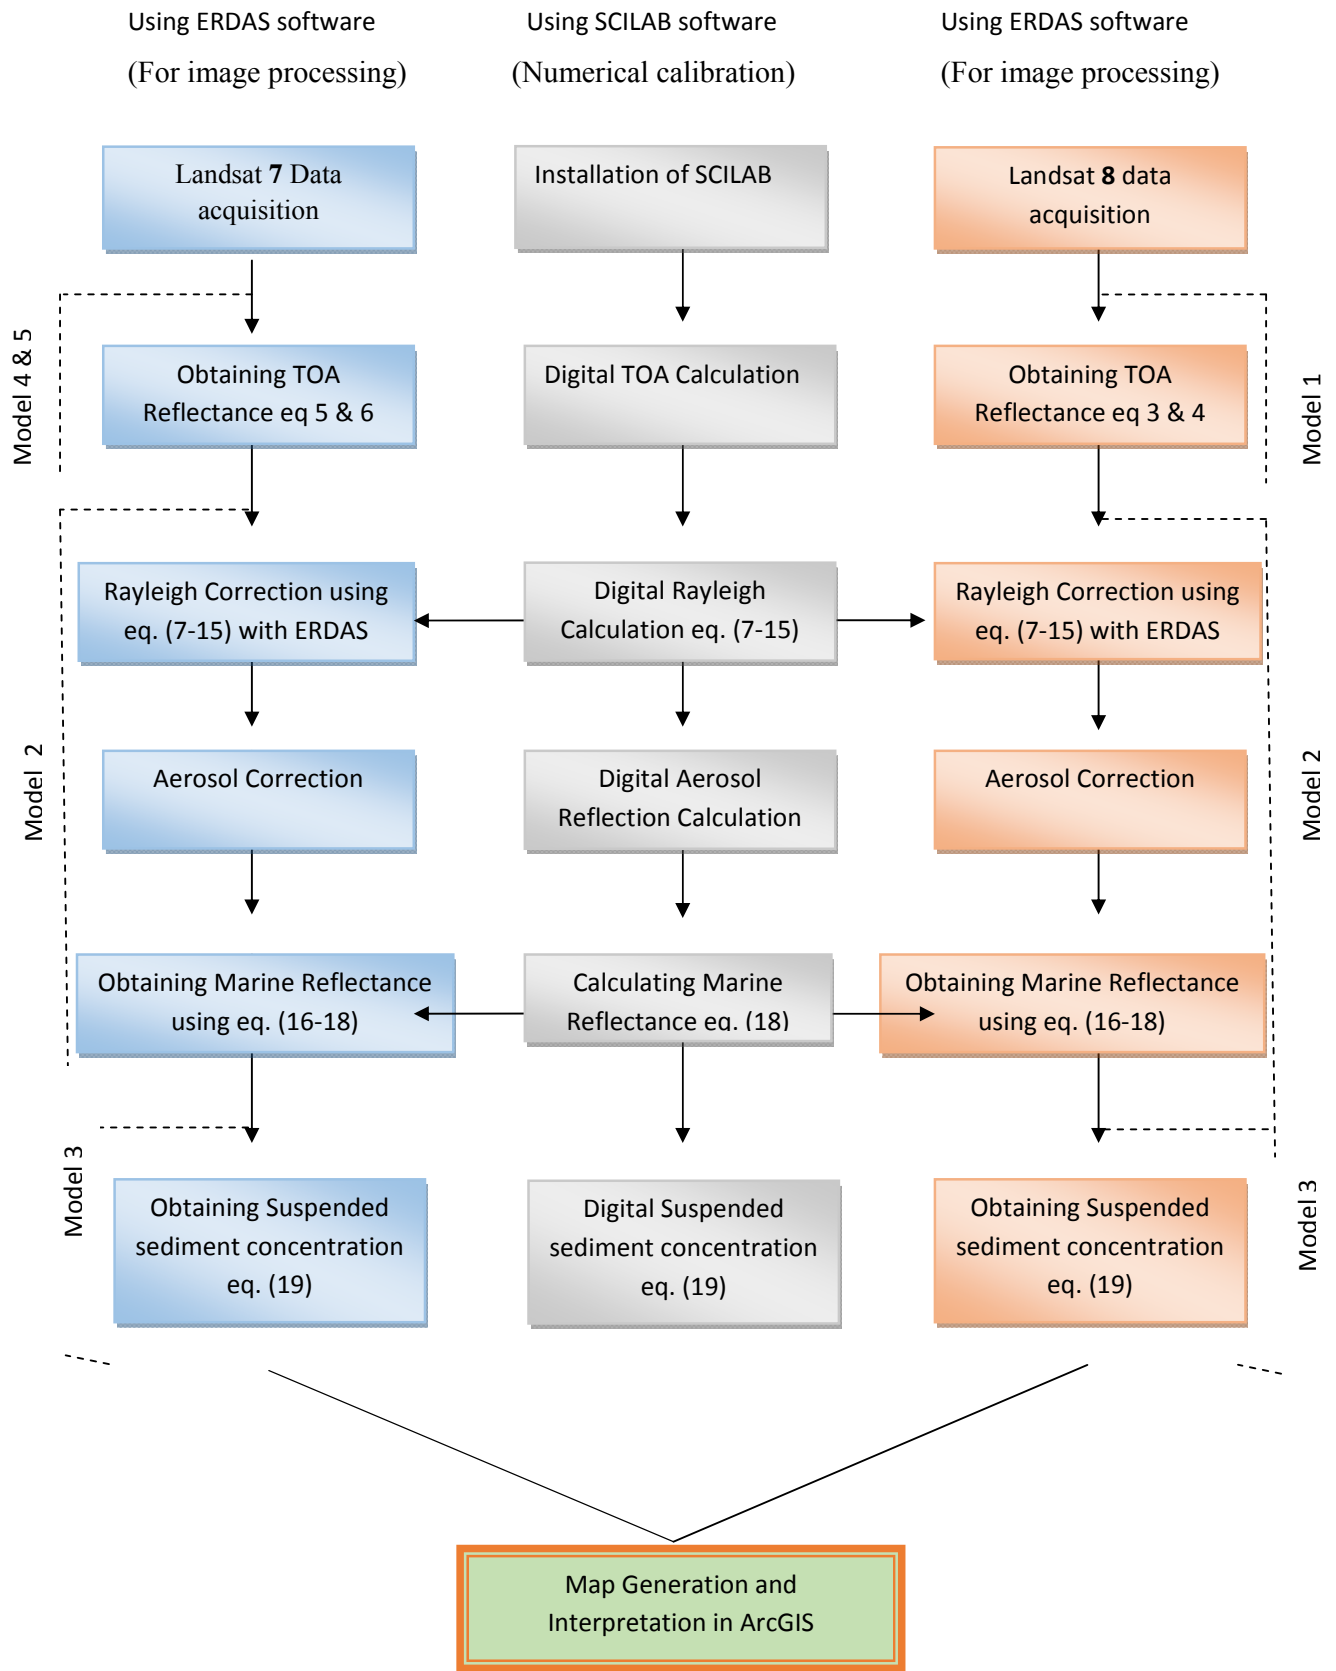 Using ERDAS software
(For image processing)
Using SCILAB software
(Numerical calibration)
Using ERDAS software
(For image processing)
Landsat 7 Data
acquisition
Installation of SCILAB
Landsat 8 data
acquisition
Model 4 & 5
Obtaining TOA
Reflectance eq 5 & 6
Digital TOA Calculation
Obtaining TOA
Reflectance eq 3 & 4
Model 1
Rayleigh Correction using
eq. (7-15) with ERDAS
Digital Rayleigh
Calculation eq. (7-15)
Rayleigh Correction using
eq. (7-15) with ERDAS
Model 2
Aerosol Correction
Digital Aerosol
Reflection Calculation
Aerosol Correction
Model 2
Obtaining Marine Reflectance
using eq. (16-18)
Calculating Marine
Reflectance eq. (18)
Obtaining Marine Reflectance
using eq. (16-18)
Model 3
Obtaining Suspended
sediment concentration
eq. (19)
Digital Suspended
sediment concentration
eq. (19)
Obtaining Suspended
sediment concentration
eq. (19)
Model 3
Map Generation and
Interpretation in ArcGIS